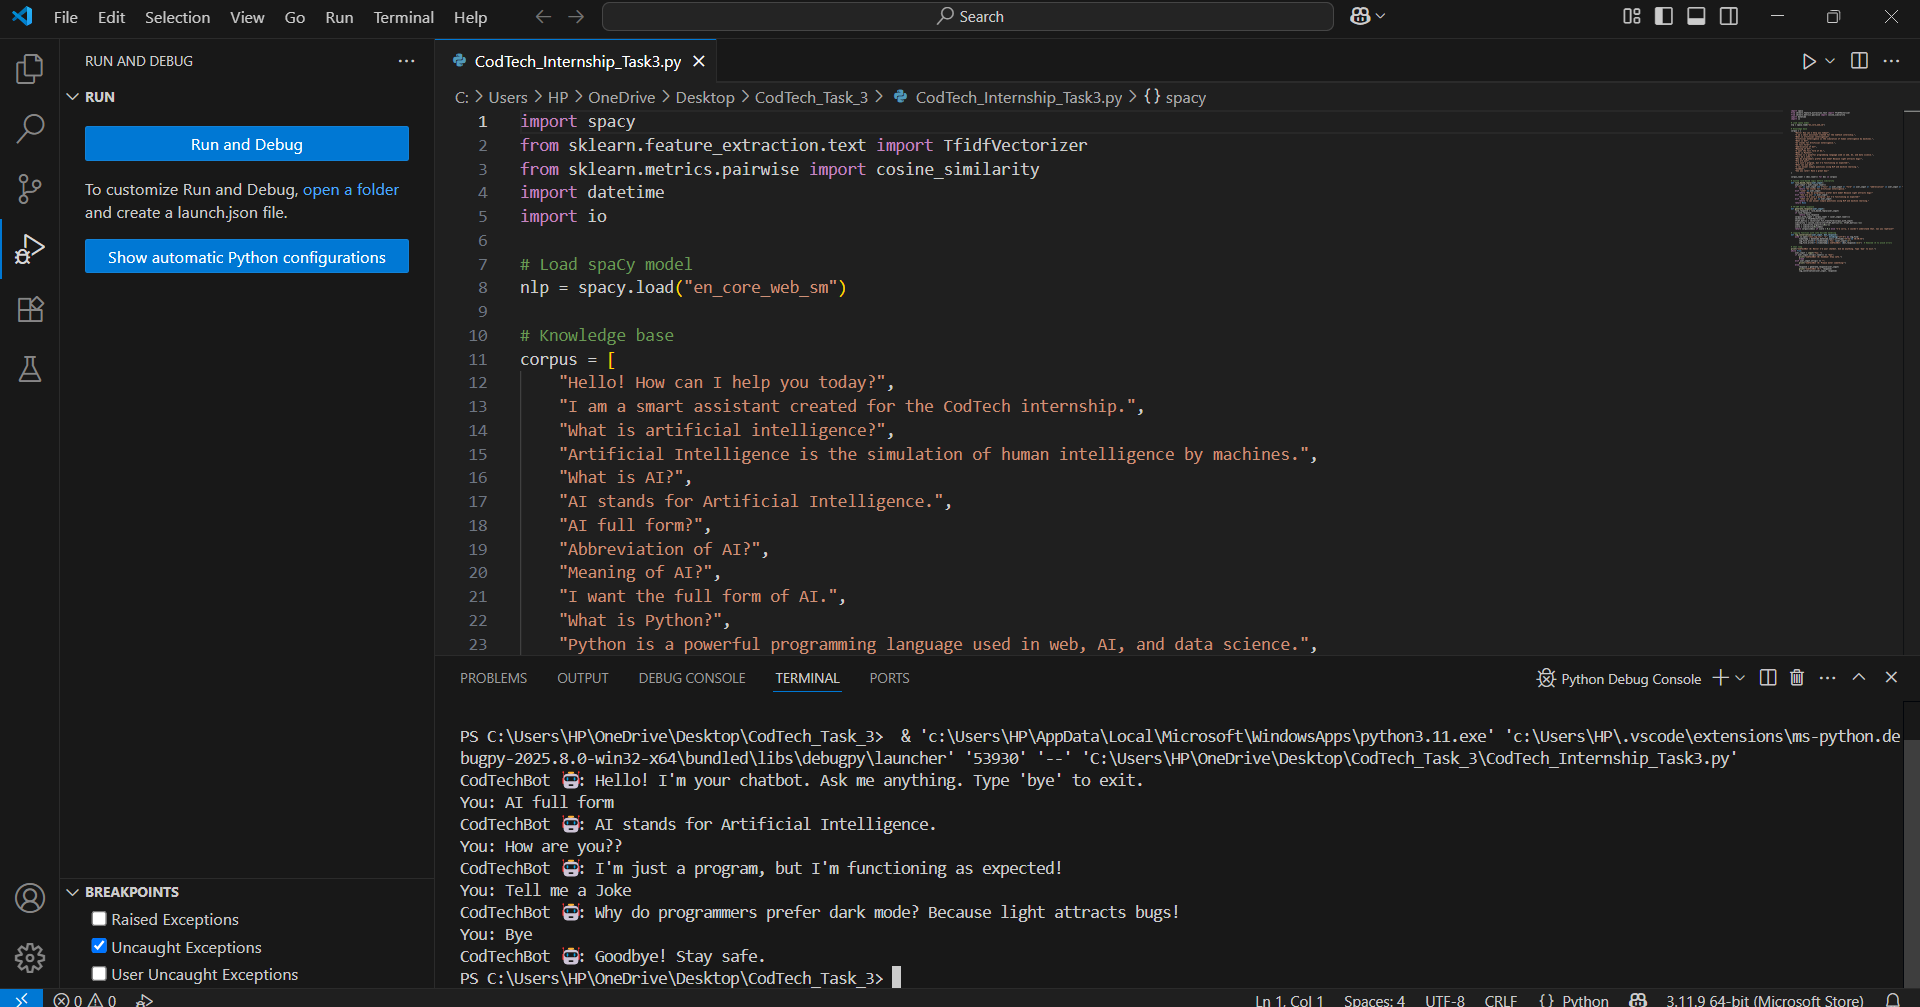 File Edit Selection View Go Run Terminal Help
Search
RUN AND DEBUG
RUN
Run and Debug
To customize Run and Debug, open a folder
and create a launch.json file.
Show automatic Python configurations
BREAKPOINTS
Raised Exceptions
Uncaught Exceptions
User Uncaught Exceptions
CodTech_Internship_Task3.py
C: > Users > HP > OneDrive > Desktop > CodTech_Task_3 > CodTech_Internship_Task3.py > {} spacy
1 import spacy
2 from sklearn.feature_extraction.text import TfidfVectorizer
3 from sklearn.metrics.pairwise import cosine_similarity
4 import datetime
5 import io
6
7 # Load spaCy model
8 nlp = spacy.load("en_core_web_sm")
9
10 # Knowledge base
11 corpus = [
12 "Hello! How can I help you today?",
13 "I am a smart assistant created for the CodTech internship.",
14 "What is artificial intelligence?",
15 "Artificial Intelligence is the simulation of human intelligence by machines.",
16 "What is AI?",
17 "AI stands for Artificial Intelligence.",
18 "AI full form?",
19 "Abbreviation of AI?",
20 "Meaning of AI?",
21 "I want the full form of AI.",
22 "What is Python?",
23 "Python is a powerful programming language used in web, AI, and data science.",
PROBLEMS OUTPUT DEBUG CONSOLE TERMINAL PORTS
Python Debug Console
PS C:\Users\HP\OneDrive\Desktop\CodTech_Task_3> & 'c:\Users\HP\AppData\Local\Microsoft\WindowsApps\python3.11.exe' 'c:\Users\HP\.vscode\extensions\ms-python.de
bugpy-2025.8.0-win32-x64\bundled\libs\debugpy\launcher' '53930' '--' 'C:\Users\HP\OneDrive\Desktop\CodTech_Task_3\CodTech_Internship_Task3.py'
CodTechBot 🤖: Hello! I'm your chatbot. Ask me anything. Type 'bye' to exit.
You: AI full form
CodTechBot 🤖: AI stands for Artificial Intelligence.
You: How are you??
CodTechBot 🤖: I'm just a program, but I'm functioning as expected!
You: Tell me a Joke
CodTechBot 🤖: Why do programmers prefer dark mode? Because light attracts bugs!
You: Bye
CodTechBot 🤖: Goodbye! Stay safe.
PS C:\Users\HP\OneDrive\Desktop\CodTech_Task_3>
0 0
Ln 1, Col 1 Spaces: 4 UTF-8 CRLF {} Python 3.11.9 64-bit (Microsoft Store)